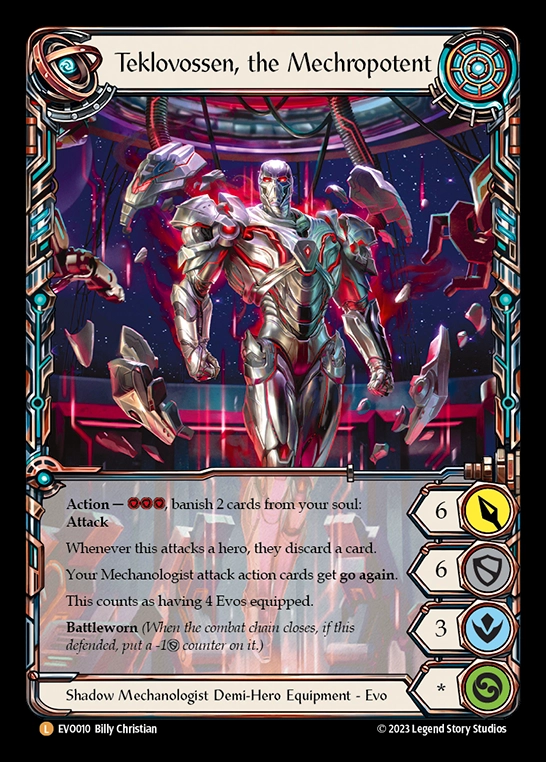 Teklovossen, the Mechropotent
Action — , banish 2 cards from your soul:
Attack
Whenever this attacks a hero, they discard a card.
Your Mechanologist attack action cards get go again.
This counts as having 4 Evos equipped.
Battleworn (When the combat chain closes, if this
defended, put a -1 counter on it.)
6
6
3
*
Shadow Mechanologist Demi-Hero Equipment - Evo
L EVO010 Billy Christian
© 2023 Legend Story Studios